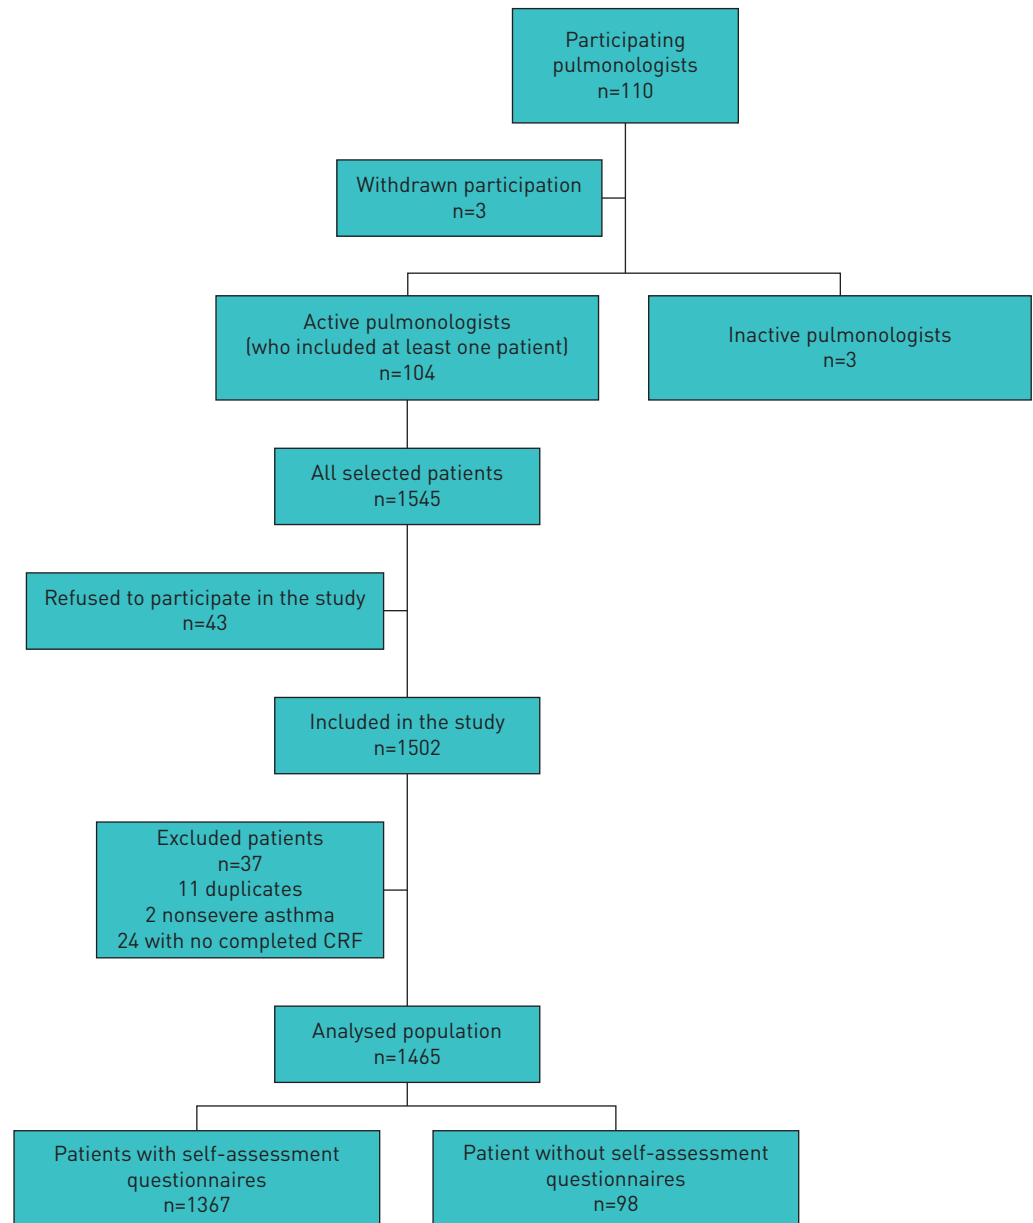 Participating
pulmonologists
n=110
Withdrawn participation
n=3
Active pulmonologists
(who included at least one patient)
n=104
Inactive pulmonologists
n=3
All selected patients
n=1545
Refused to participate in the study
n=43
Included in the study
n=1502
Excluded patients
n=37
11 duplicates
2 nonsevere asthma
24 with no completed CRF
Analysed population
n=1465
Patients with self-assessment
questionnaires
n=1367
Patient without self-assessment
questionnaires
n=98